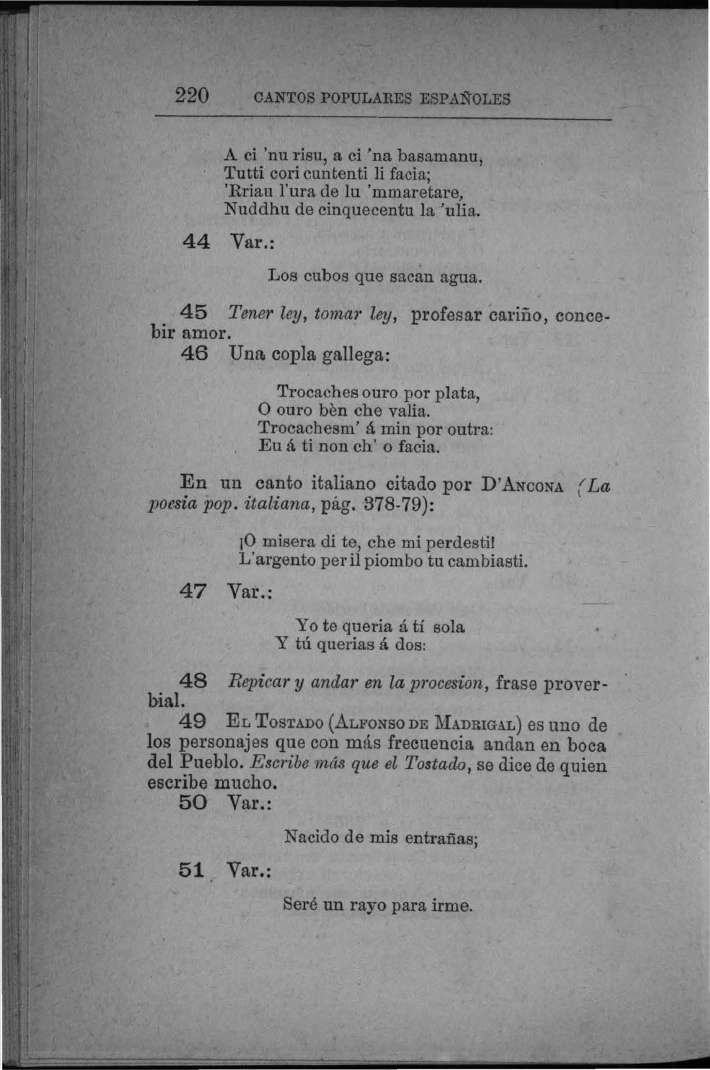 220 CANTOS POPULARES ESPAÑOLES
A ci 'nu risu, a ci 'na basamanu,
Tutti cori cuntenti li facia;
'Rriau l'ura de lu 'mmaretare,
Nuddhu de cinquecentu la 'ulia.
44 Var.:
Los cubos que sacan agua.
45 Tener ley, tomar ley, profesar cariño, conce-
bir amor.
46 Una copla gallega:
Trocaches ouro por plata,
O ouro bèn che valia.
Trocachesm' á min por outra:
Eu á ti non ch' o facia.
En un canto italiano citado por D'ANCONA (La
poesia pop. italiana, pág. 378-79):
¡O misera di te, che mi perdesti!
L'argento per il piombo tu cambiasti.
47 Var.:
Yo te queria á tí sola
Y tú querias á dos:
48 Repicar y andar en la procesion, frase prover-
bial.
49 EL TOSTADO (ALFONSO DE MADRIGAL) es uno de
los personajes que con más frecuencia andan en boca
del Pueblo. Escribe más que el Tostado, se dice de quien
escribe mucho.
50 Var.:
Nacido de mis entrañas;
51 Var.:
Seré un rayo para irme.